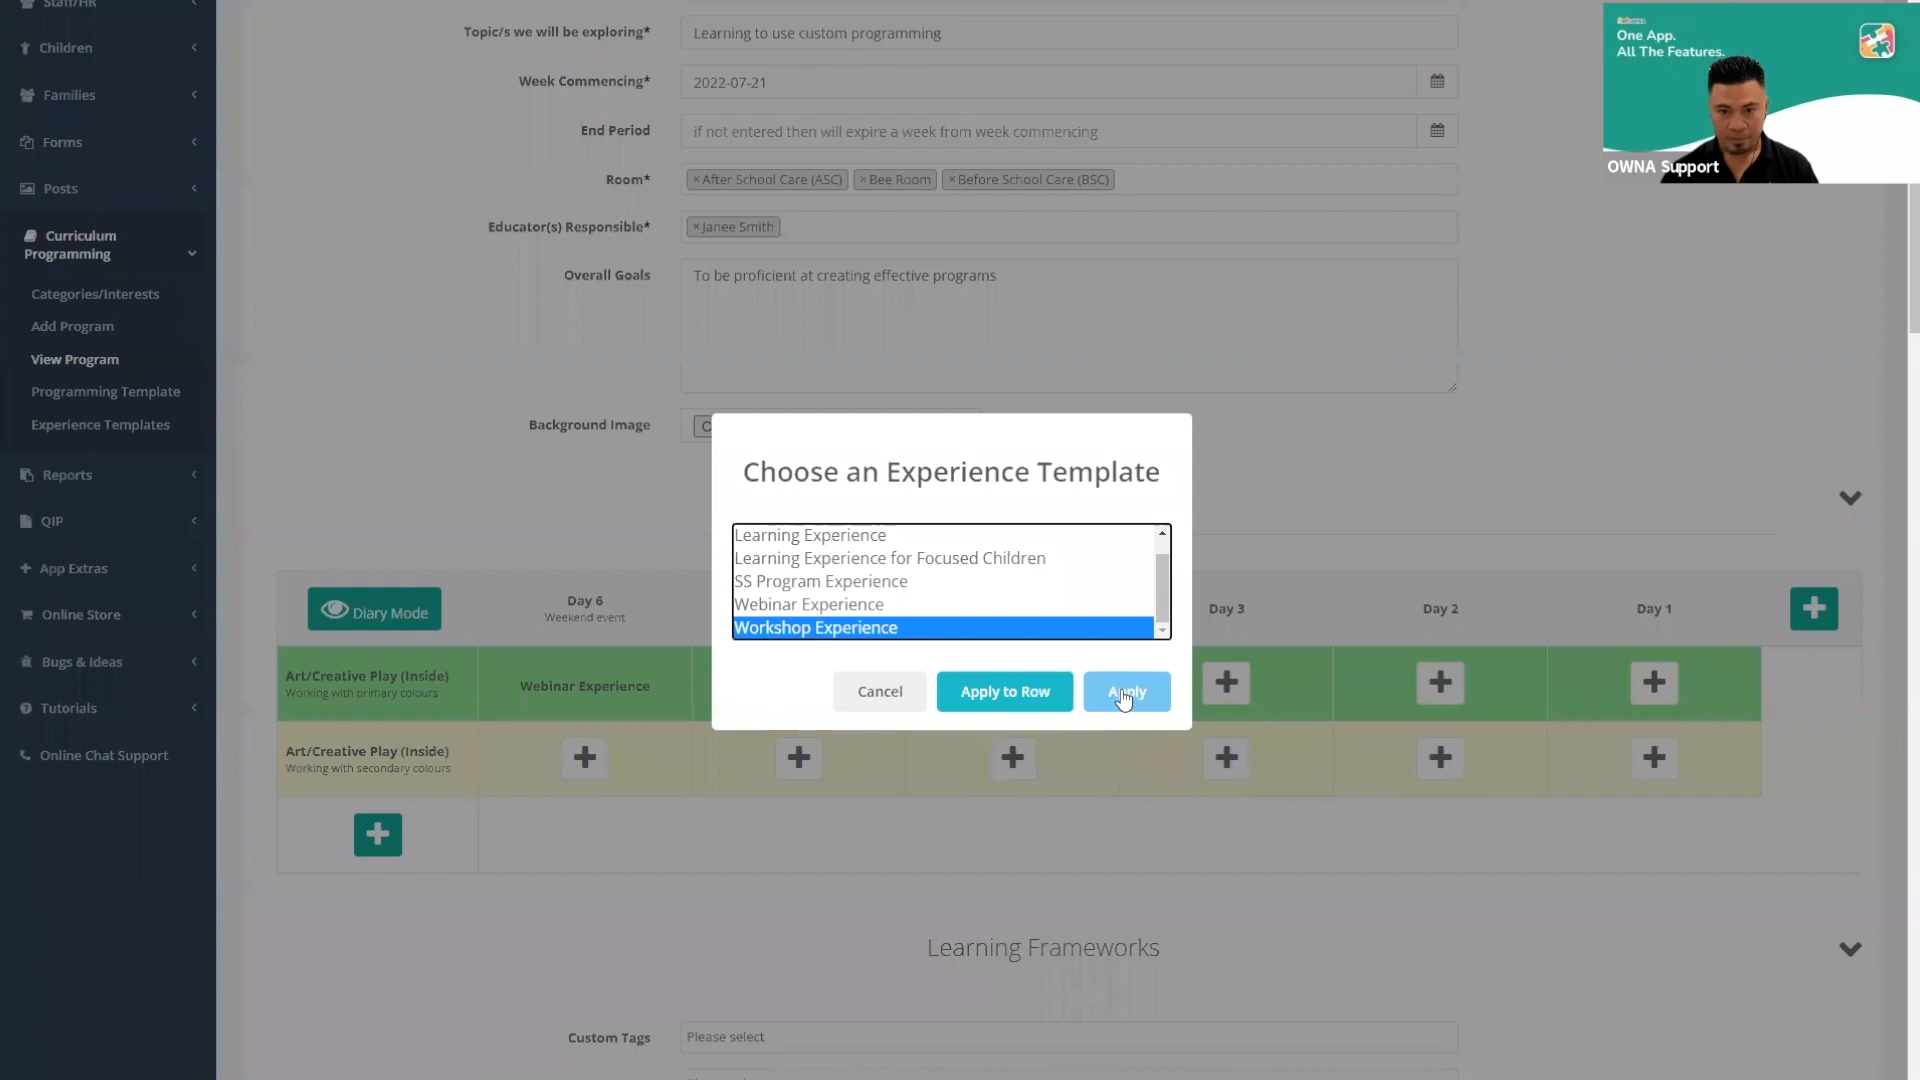 Staff/HR
Children
Families
Forms
Posts
Curriculum
Programming
Categories/Interests
Add Program
View Program
Programming Template
Experience Templates
Reports
QIP
App Extras
Online Store
Bugs & Ideas
Tutorials
Online Chat Support
Topic/s we will be exploring* Learning to use custom programming
Week Commencing* 2022-07-21
End Period if not entered then will expire a week from week commencing
Room* ×After School Care (ASC) ×Bee Room ×Before School Care (BSC)
Educator(s) Responsible* ×Janee Smith
Overall Goals To be proficient at creating effective programs
Background Image
Choose an Experience Template
Learning Experience
Learning Experience for Focused Children
SS Program Experience
Webinar Experience
Workshop Experience
Cancel Apply to Row Apply
Diary Mode
Day 6
Weekend event
Day 3
Day 2
Day 1
Art/Creative Play (Inside)
Working with primary colours
Webinar Experience
Art/Creative Play (Inside)
Working with secondary colours
Learning Frameworks
Custom Tags Please select
One App.
All The Features.
OWNA Support